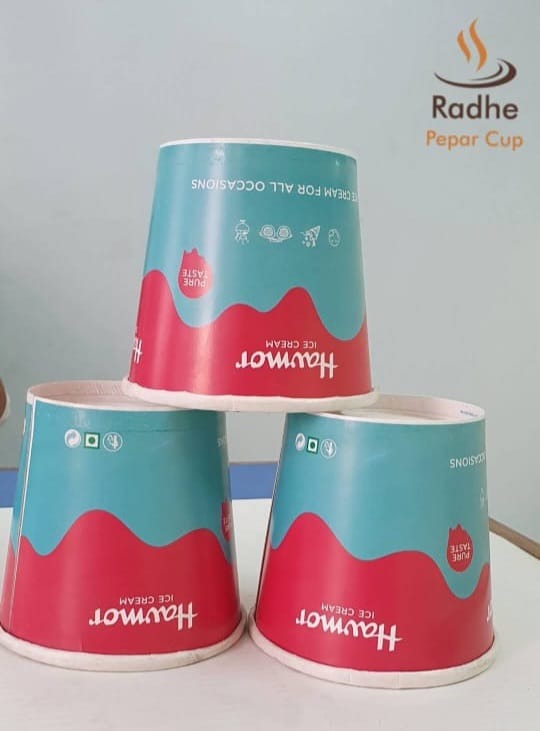 Radhe
Pepar Cup
ICE CREAM FOR ALL OCCASIONS
PURE
TASTE
Havmor
ICE CREAM
Havmor
ICE CREAM
OCCASIONS
PURE
TASTE
Havmor
ICE CREAM